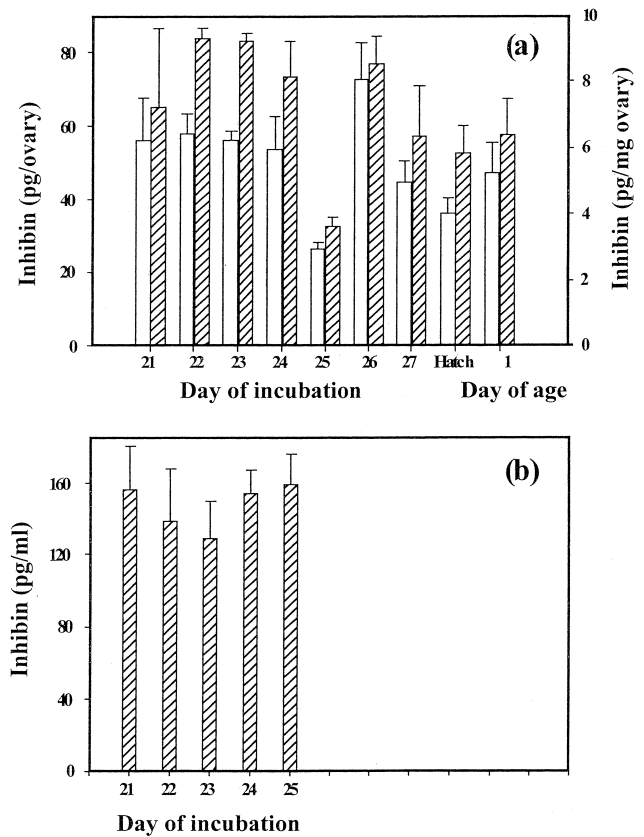 (a)
Inhibin (pg/ovary)
80
60
40
20
0
10
8
6
4
2
0
Inhibin (pg/mg ovary)
21 22 23 24 25 26 27 Hatch 1
Day of incubation Day of age
(b)
Inhibin (pg/ml)
160
120
80
40
0
21 22 23 24 25
Day of incubation